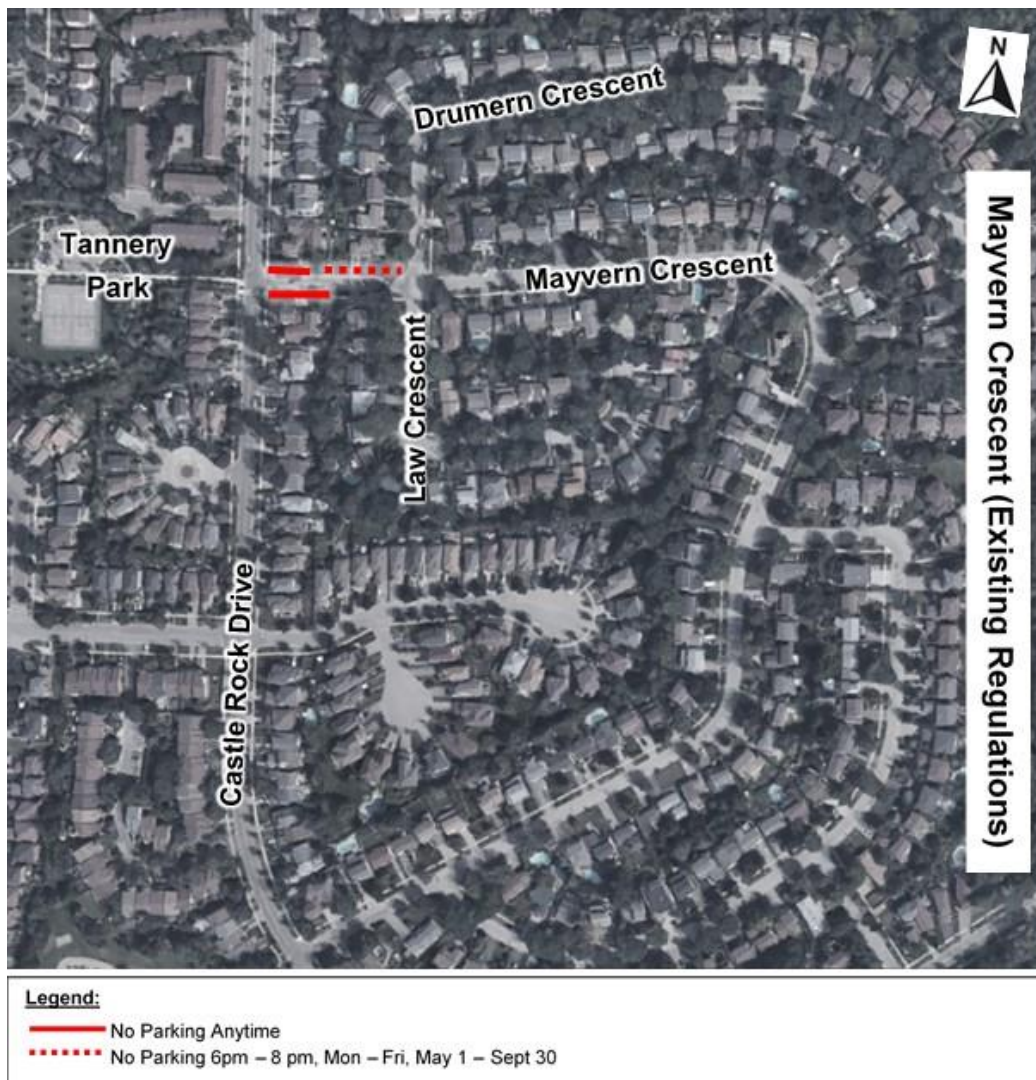 N
Drumern Crescent
Tannery
Park
Mayvern Crescent
Law Crescent
Castle Rock Drive
Mayvern Crescent (Existing Regulations)
Legend:
No Parking Anytime
No Parking 6pm – 8 pm, Mon – Fri, May 1 – Sept 30